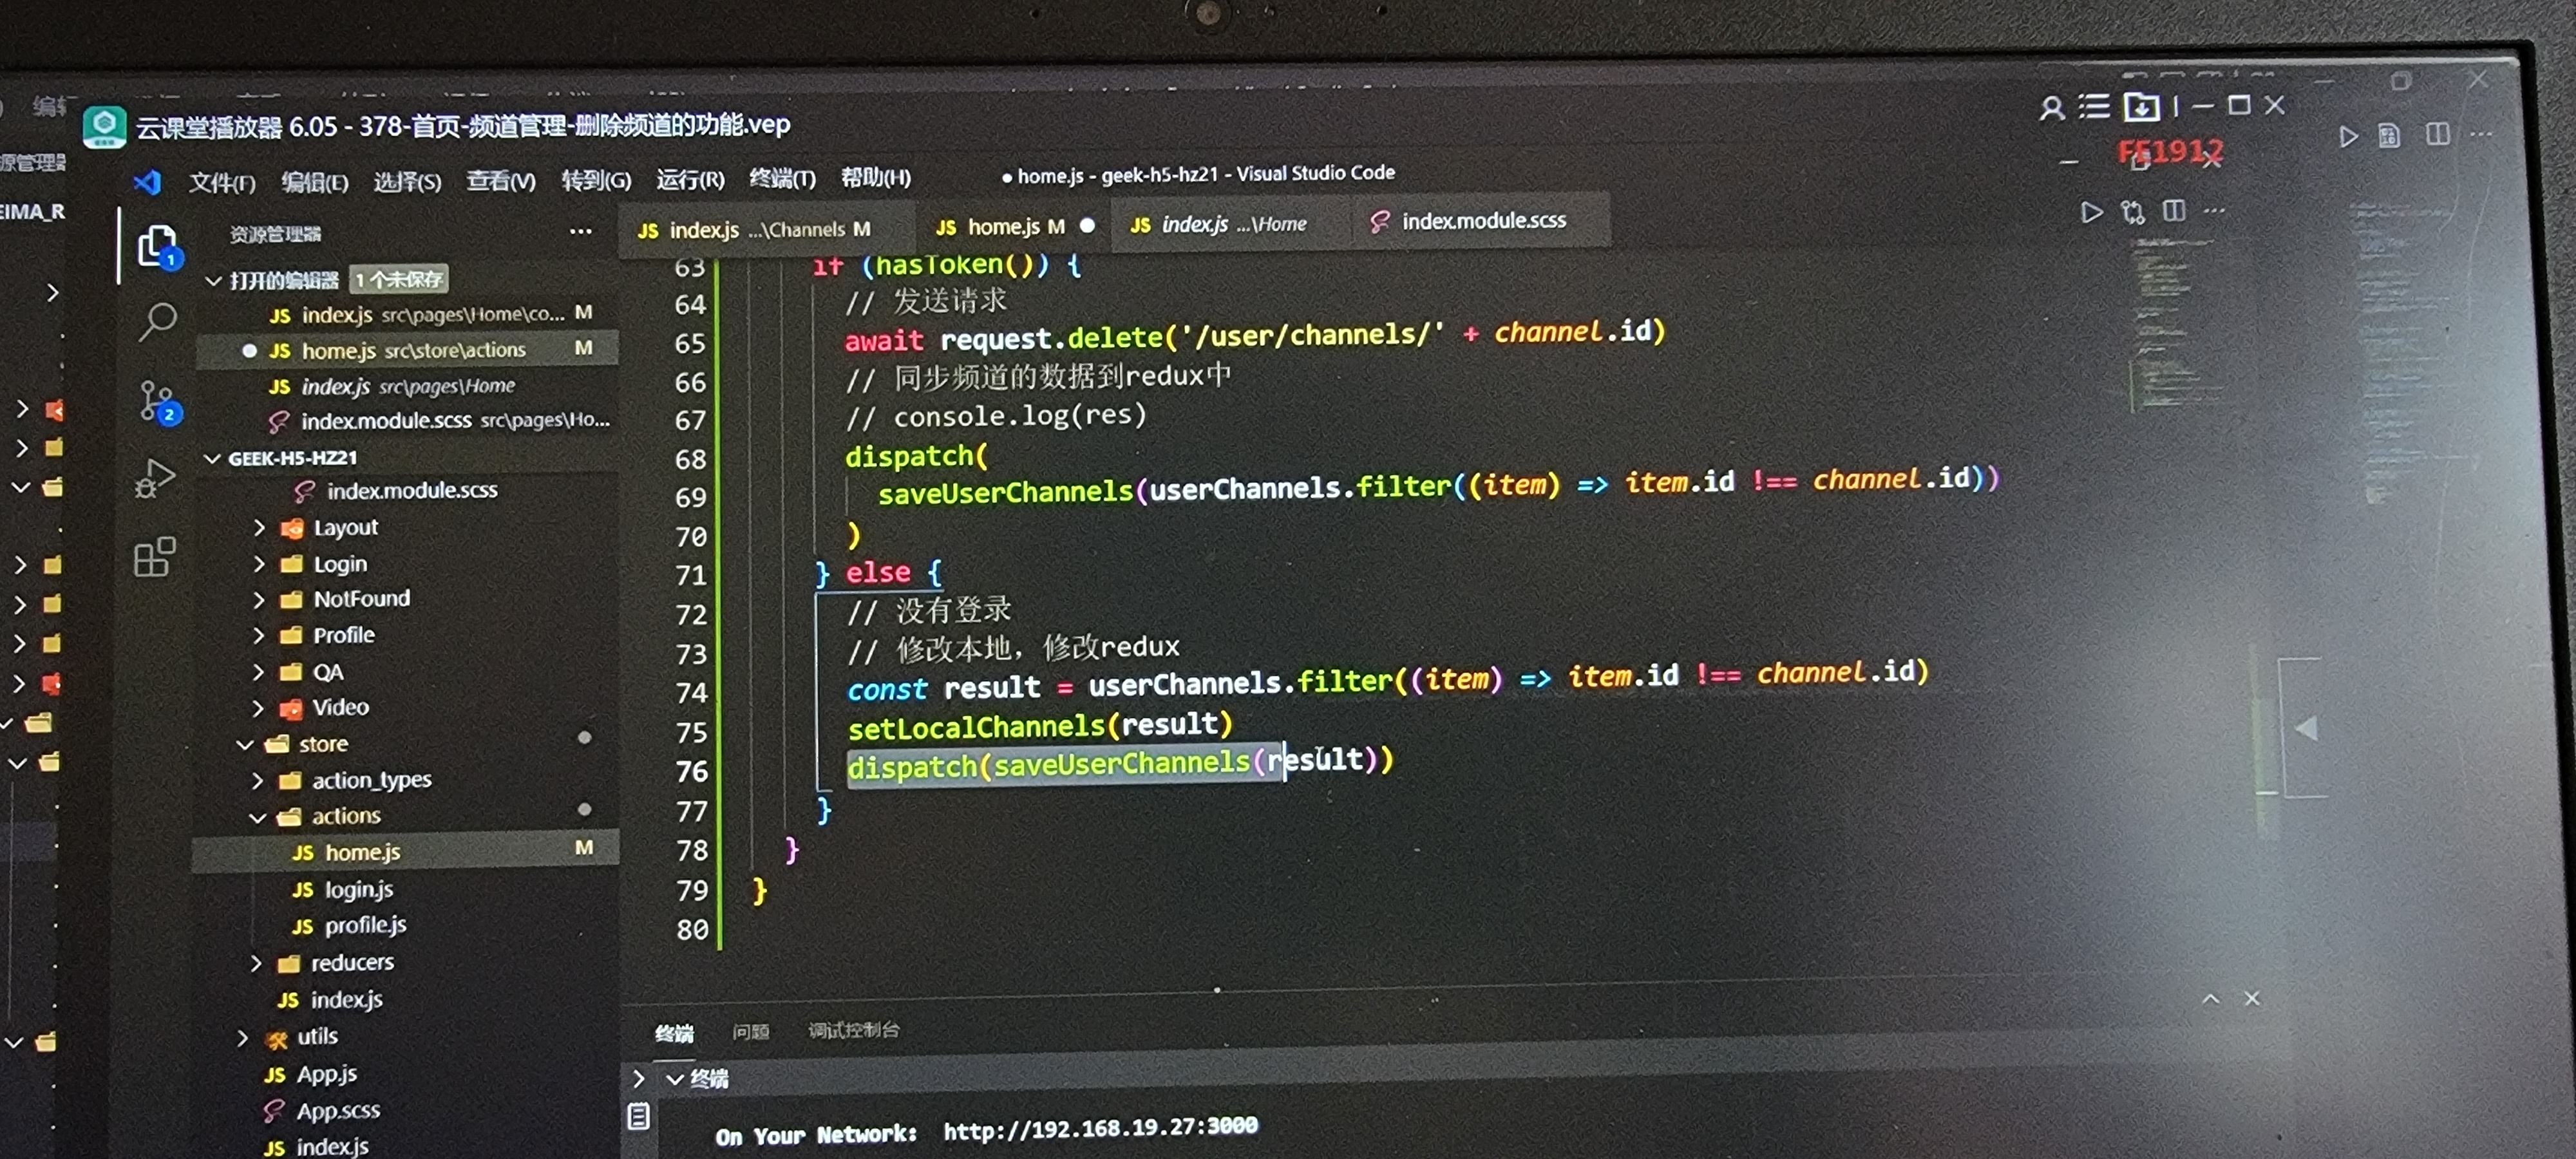 编辑
云课堂播放器 6.05 - 378-首页-频道管理-删除频道的功能.vep
FE1912
文件(F) 编辑(E) 选择(S) 查看(V) 转到(G) 运行(R) 终端(T) 帮助(H) ● home.js - geek-h5-hz21 - Visual Studio Code
源管理器
EIMA_R
资源管理器 ...
JS index.js ...\Channels M JS home.js M ● JS index.js ...\Home index.module.scss
打开的编辑器 1 个未保存
JS index.js src\pages\Home\co... M
JS home.js src\store\actions M
JS index.js src\pages\Home
index.module.scss src\pages\Ho...
GEEK-H5-HZ21
index.module.scss
Layout
Login
NotFound
Profile
QA
Video
store
action_types
actions
JS home.js M
JS login.js
JS profile.js
reducers
JS index.js
utils
JS App.js
App.scss
JS index.js
1
2
63 if (hasToken()) {
64 // 发送请求
65 await request.delete('/user/channels/' + channel.id)
66 // 同步频道的数据到redux中
67 // console.log(res)
68 dispatch(
69 saveUserChannels(userChannels.filter((item) => item.id !== channel.id))
70 )
71 } else {
72 // 没有登录
73 // 修改本地，修改redux
74 const result = userChannels.filter((item) => item.id !== channel.id)
75 setLocalChannels(result)
76 dispatch(saveUserChannels(result))
77 }
78 }
79 }
80
终端 问题 调试控制台
终端
On Your Network: http://192.168.19.27:3000